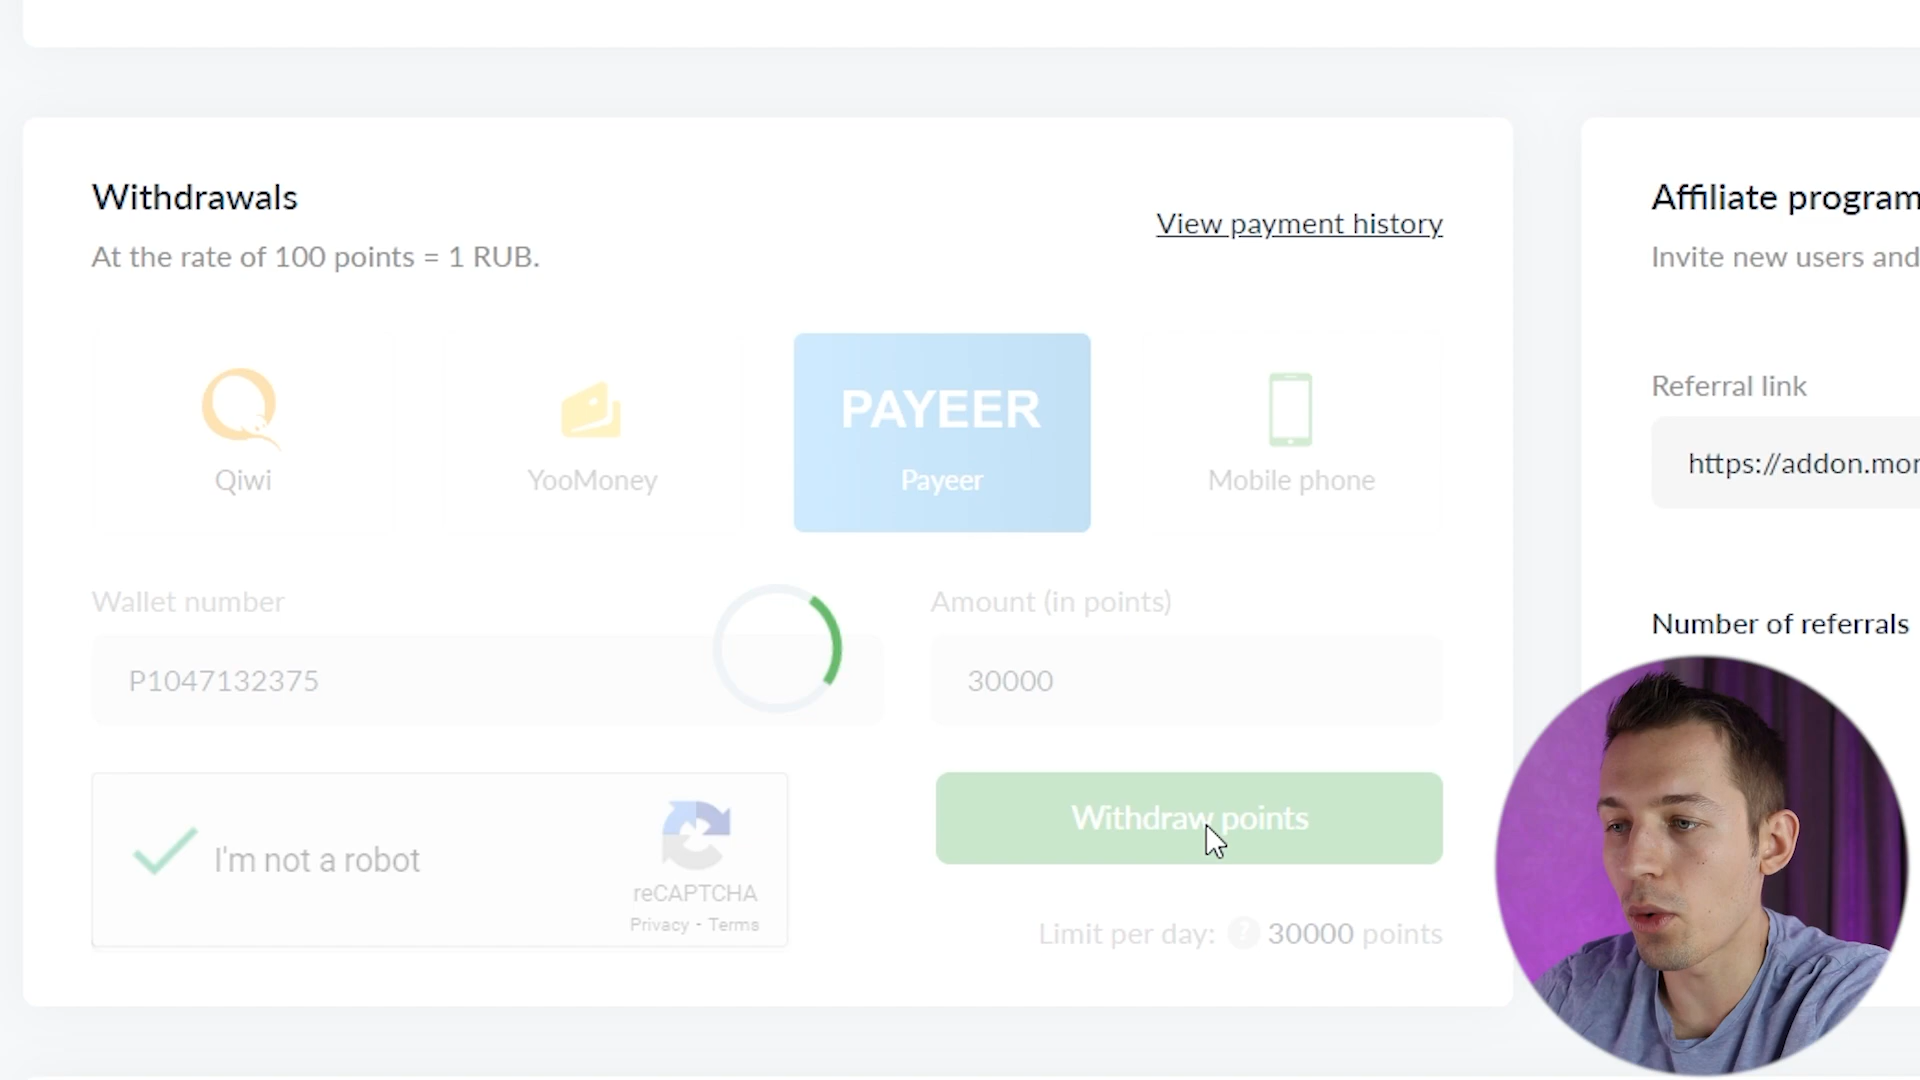 Withdrawals
At the rate of 100 points = 1 RUB.
View payment history
Qiwi
YooMoney
PAYEER
Payeer
Mobile phone
Wallet number
P1047132375
Amount (in points)
30000
I'm not a robot
reCAPTCHA
Privacy - Terms
Withdraw points
Limit per day: ? 30000 points
Affiliate program
Invite new users and
Referral link
https://addon.mor
Number of referrals